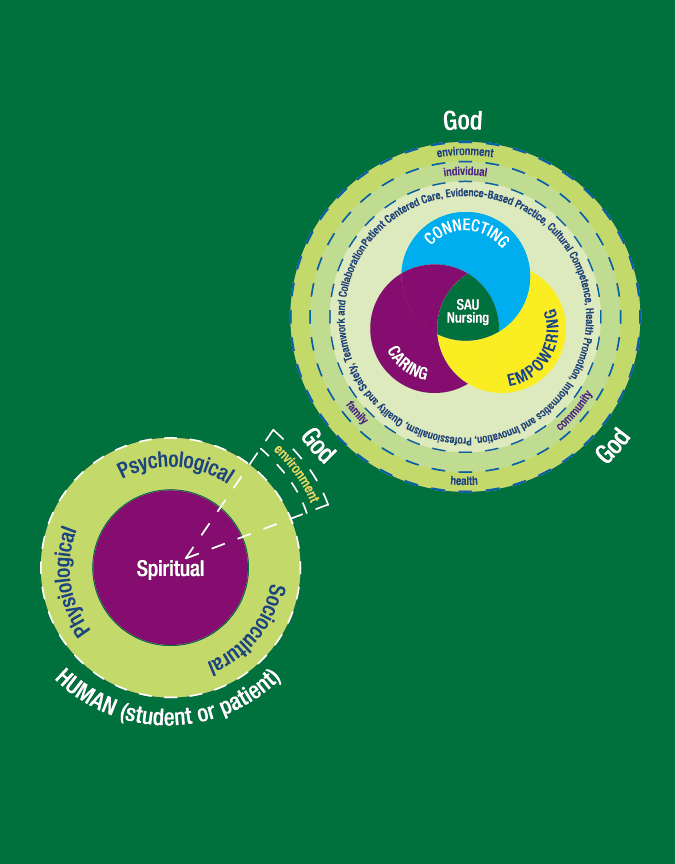 God
environment
individual
Patient Centered Care, Evidence-Based Practice, Cultural Competence, Health Promotion, Informatics and Innovation, Professionalism, Quality and Safety, Teamwork and Collaboration
CONNECTING
SAU
Nursing
CARING
EMPOWERING
family
community
health
God
God
environment
Psychological
Physiological
Spiritual
Sociocultural
HUMAN (student or patient)